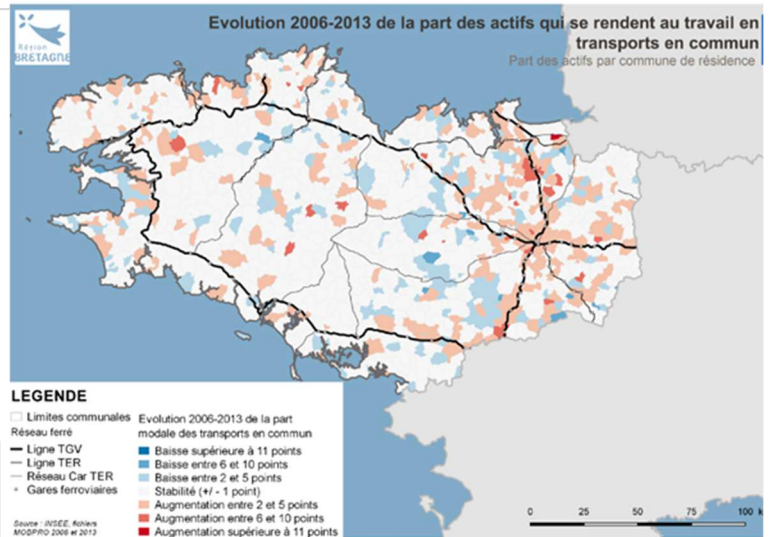 Evolution 2006-2013 de la part des actifs qui se rendent au travail en
transports en commun
Part des actifs par commune de résidence
Région
BRETAGNE
LEGENDE
Limites communales
Réseau ferré
Ligne TGV
Ligne TER
Réseau Car TER
Gares ferroviaires
Source : INSEE, fichiers
MOBPRO 2006 et 2013
Evolution 2006-2013 de la part
modale des transports en commun
Baisse supérieure à 11 points
Baisse entre 6 et 10 points
Baisse entre 2 et 5 points
Stabilité (+/ - 1 point)
Augmentation entre 2 et 5 points
Augmentation entre 6 et 10 points
Augmentation supérieure à 11 points
0 25 50 75 100 k